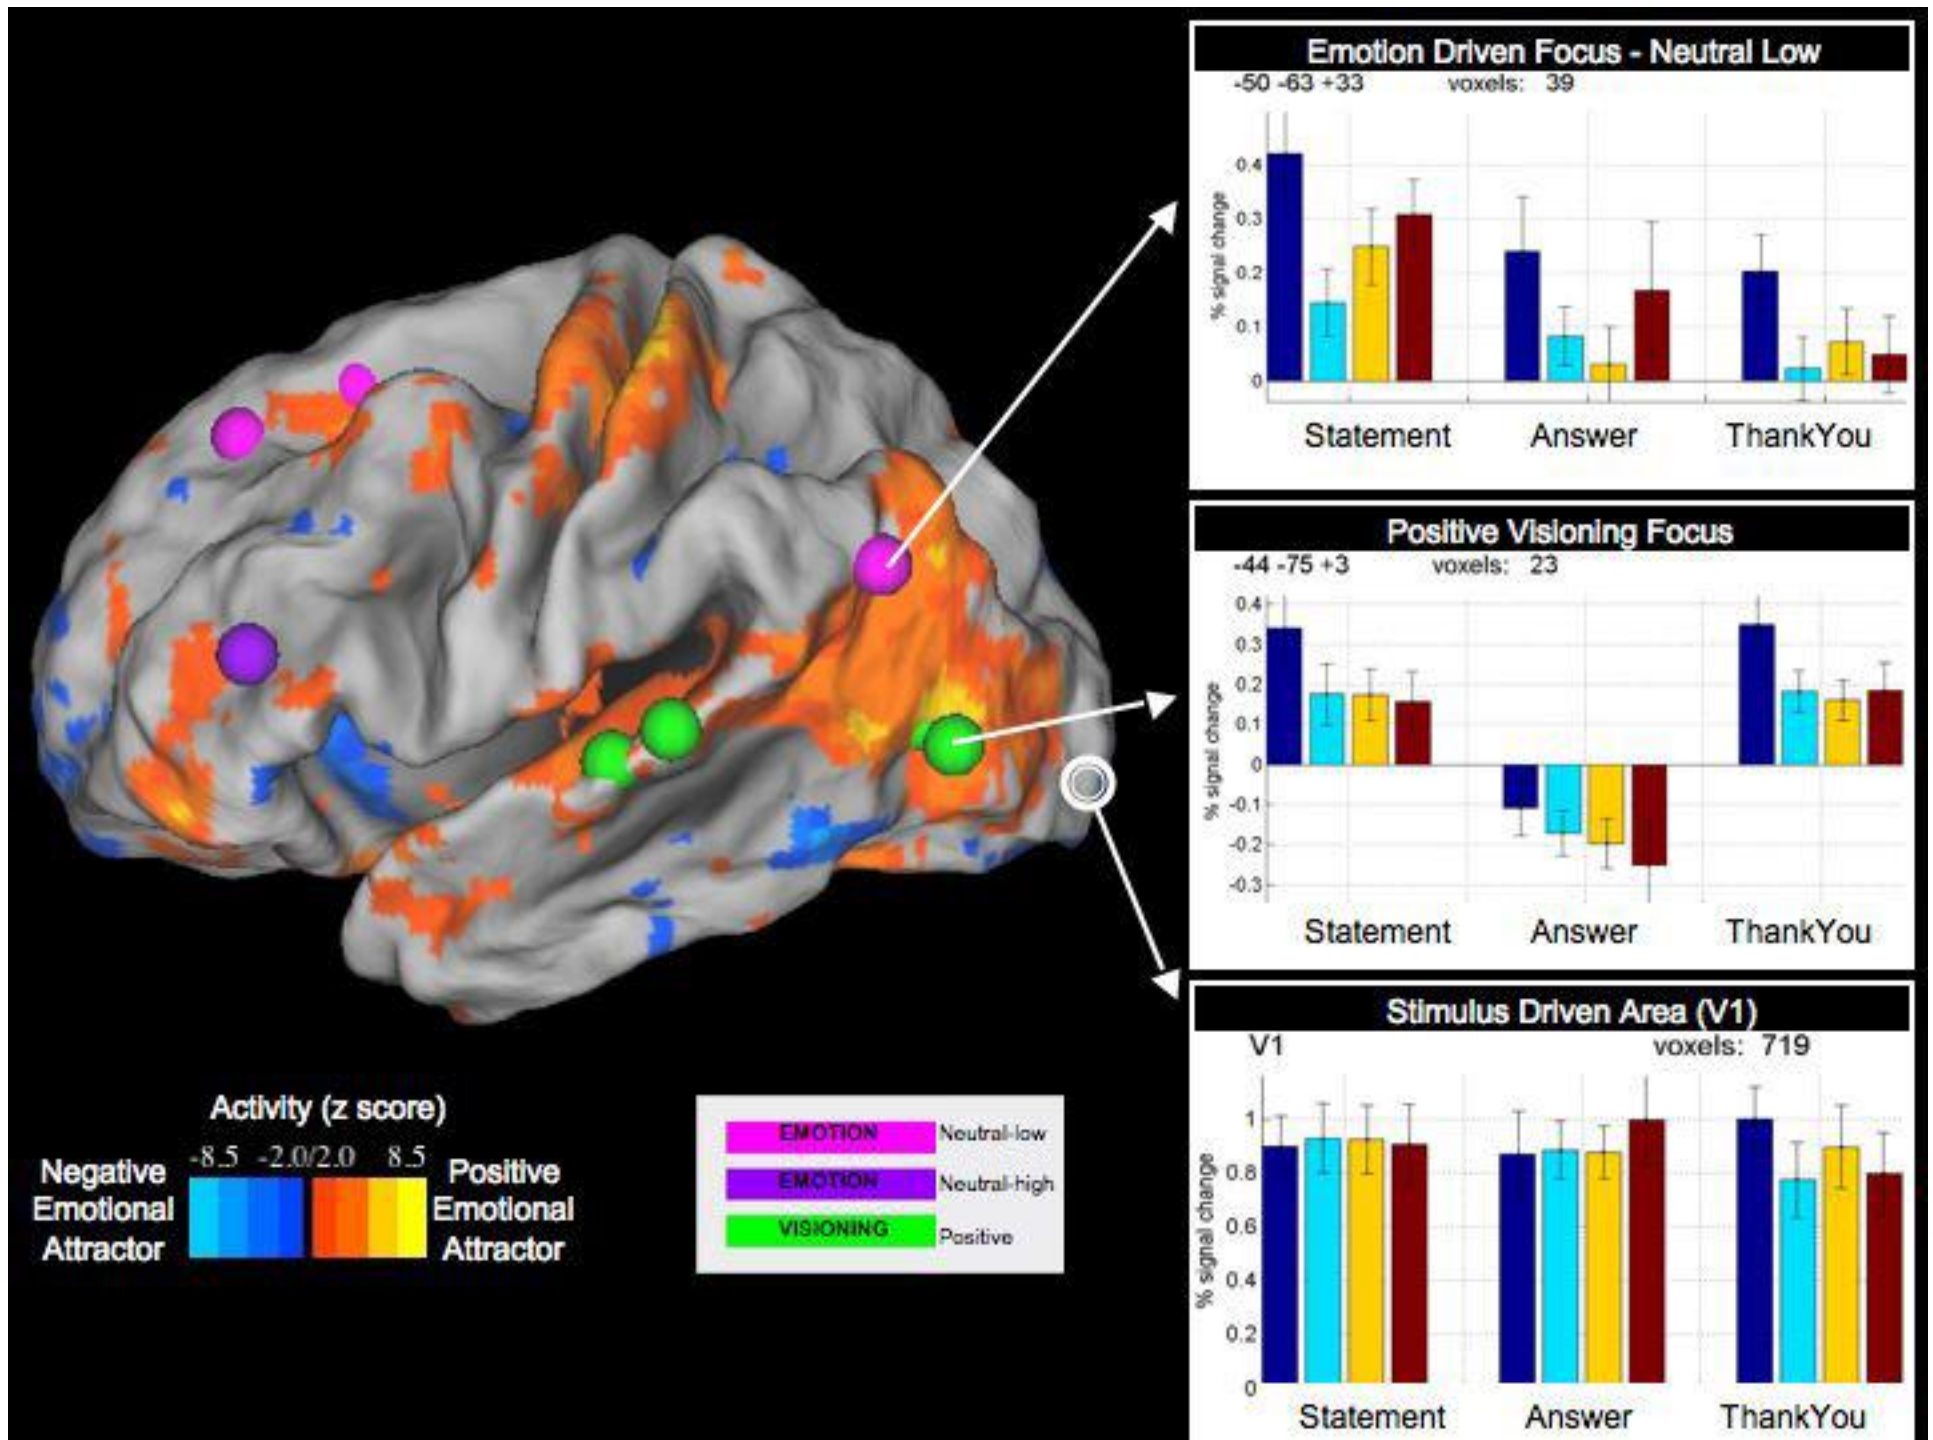 Emotion Driven Focus - Neutral Low
-50 -63 +33 voxels: 39
% signal change
0.4
0.3
0.2
0.1
0
Statement Answer ThankYou
Positive Visioning Focus
-44 -75 +3 voxels: 23
% signal change
0.4
0.3
0.2
0.1
0
-0.1
-0.2
-0.3
Statement Answer ThankYou
Stimulus Driven Area (V1)
V1 voxels: 719
% signal change
1
0.8
0.6
0.4
0.2
0
Statement Answer ThankYou
Activity (z score)
-8.5 -2.0/2.0 8.5
Negative
Emotional
Attractor
Positive
Emotional
Attractor
EMOTION Neutral-low
EMOTION Neutral-high
VISIONING Positive